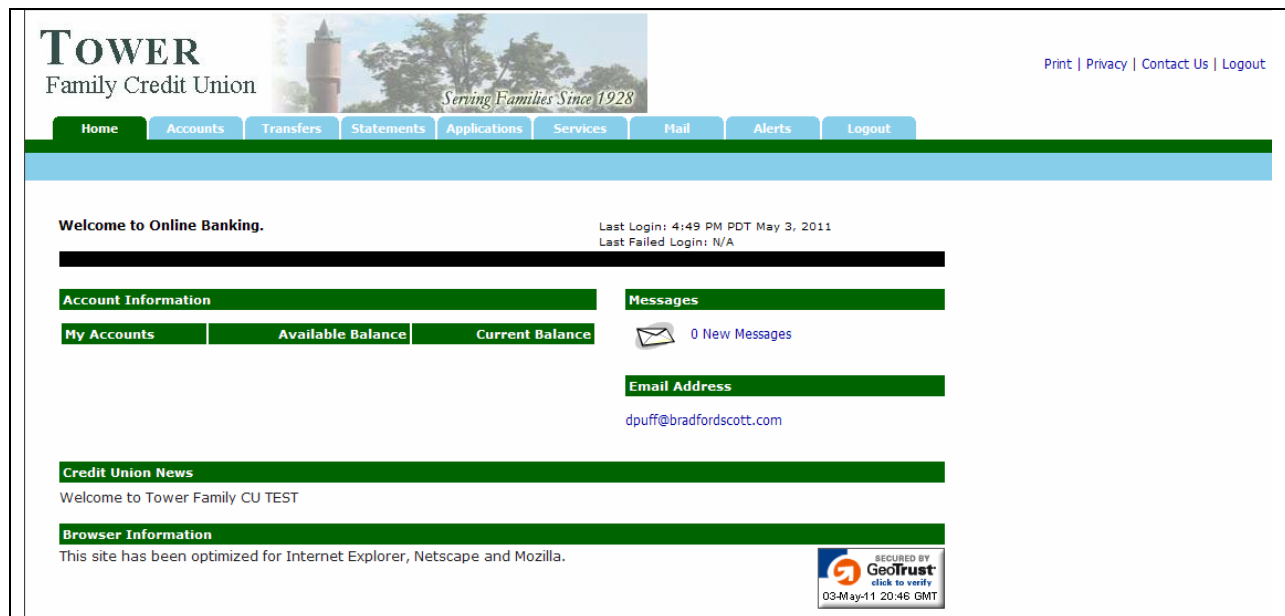 TOWER
Family Credit Union
Serving Families Since 1928
Print | Privacy | Contact Us | Logout
Home Accounts Transfers Statements Applications Services Mail Alerts Logout
Welcome to Online Banking.
Last Login: 4:49 PM PDT May 3, 2011
Last Failed Login: N/A
Account Information
My Accounts Available Balance Current Balance
Messages
0 New Messages
Email Address
dpuff@bradfordscott.com
Credit Union News
Welcome to Tower Family CU TEST
Browser Information
This site has been optimized for Internet Explorer, Netscape and Mozilla.
SECURED BY
GeoTrust
click to verify
03-May-11 20:46 GMT